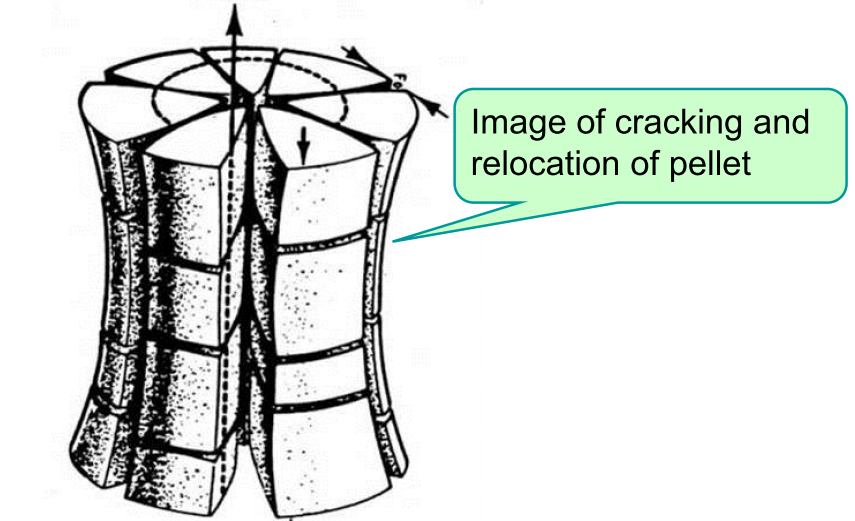 Image of cracking and
relocation of pellet